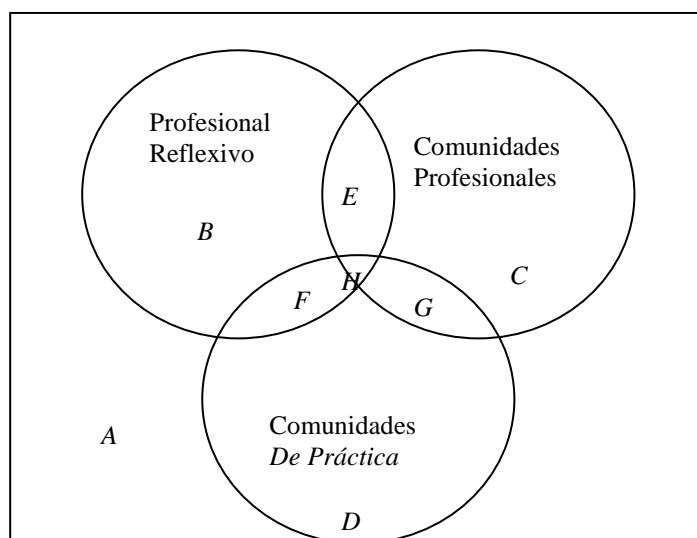 Profesional
Reflexivo
Comunidades
Profesionales
E
B
C
H
F
G
Comunidades
De Práctica
A
D